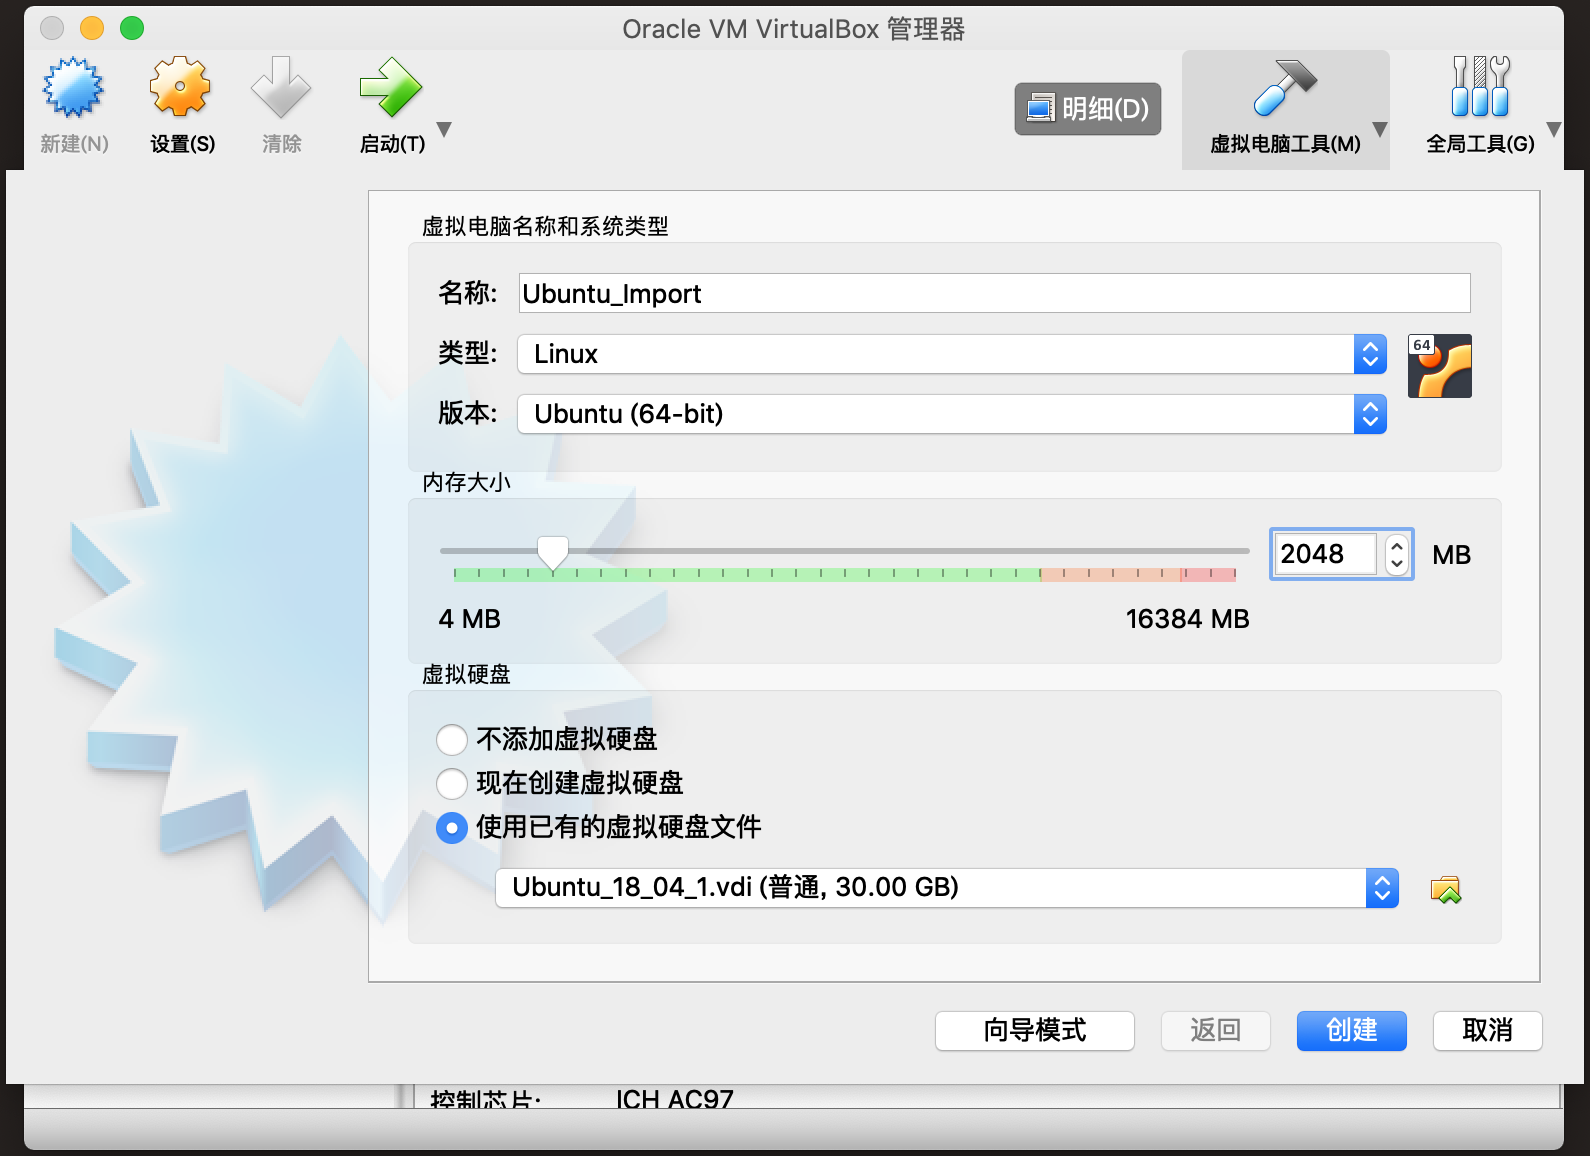 Oracle VM VirtualBox 管理器
新建(N)
设置(S)
清除
启动(T)
明细(D)
虚拟电脑工具(M)
全局工具(G)
虚拟电脑名称和系统类型
名称: Ubuntu_Import
类型: Linux
64
版本: Ubuntu (64-bit)
内存大小
2048 MB
4 MB 16384 MB
虚拟硬盘
不添加虚拟硬盘
现在创建虚拟硬盘
使用已有的虚拟硬盘文件
Ubuntu_18_04_1.vdi (普通, 30.00 GB)
向导模式 返回 创建 取消
控制芯片: ICH AC97